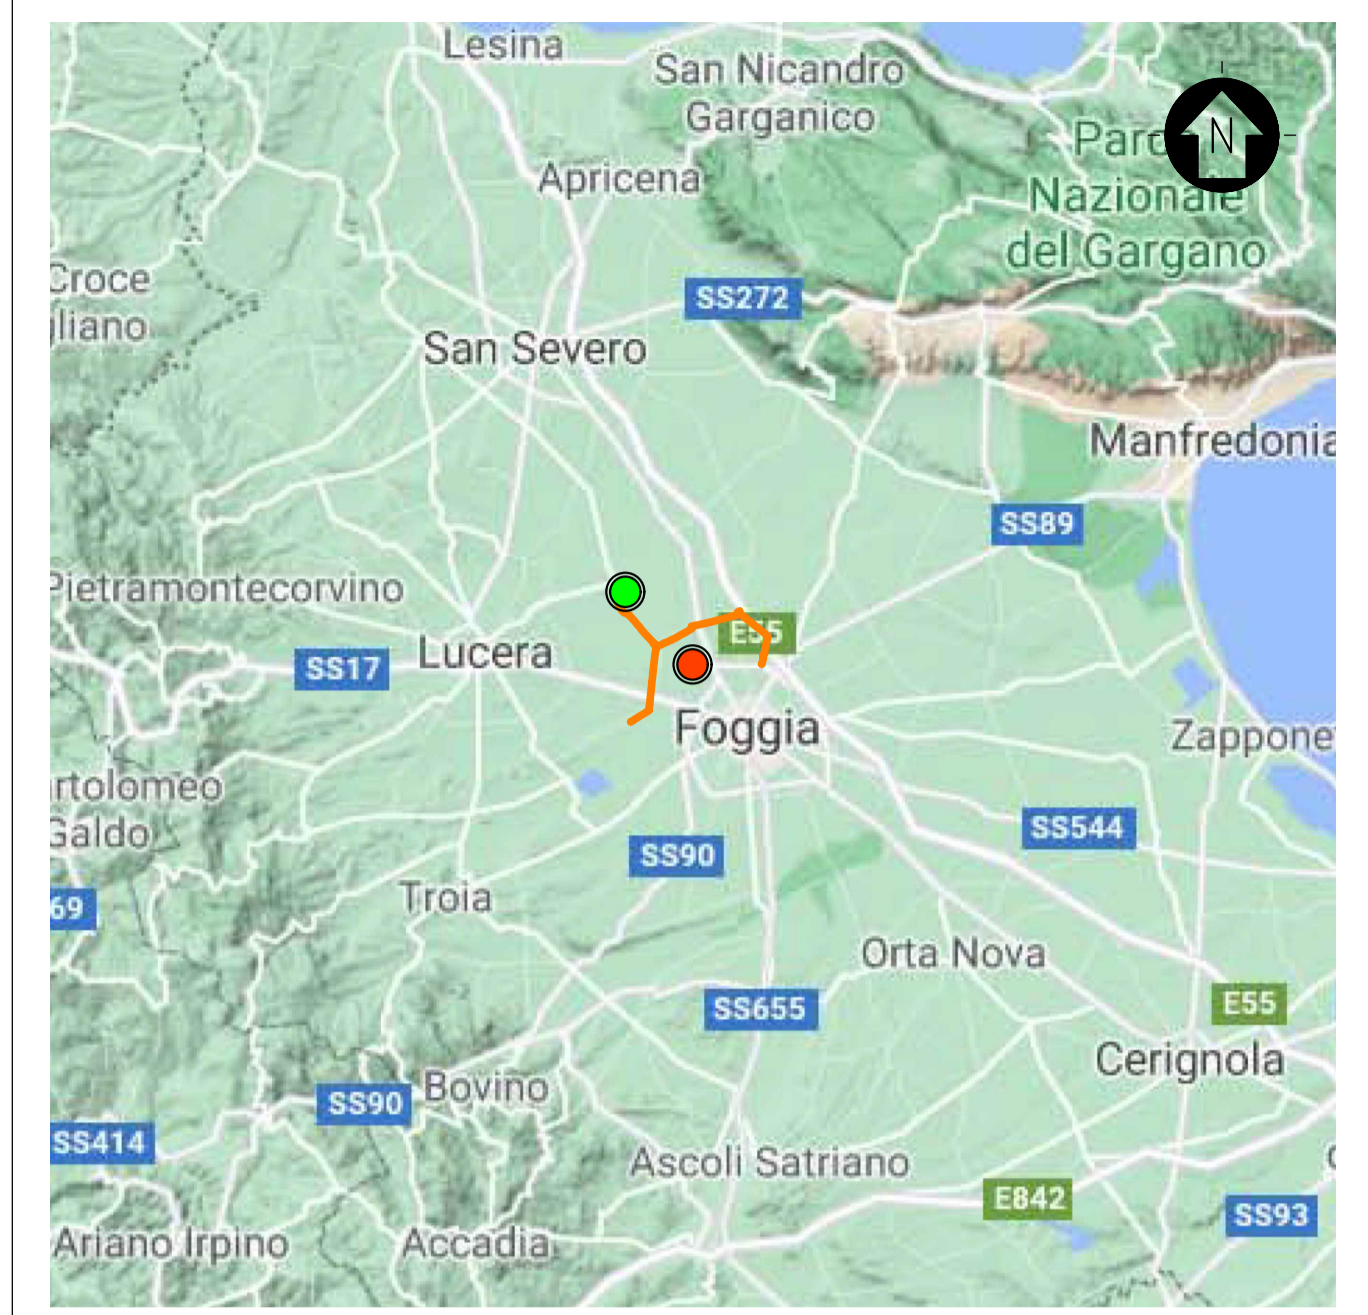 Lesina
San Nicandro
Garganico
N
Parc
Nazionale
del Gargano
Apricena
Croce
gliano
SS272
San Severo
Manfredonia
SS89
Pietramontecorvino
E55
Lucera
SS17
Foggia
Zappone
rtolomeo
Galdo
SS544
SS90
Troia
69
Orta Nova
SS655
E55
Cerignola
Bovino
SS90
SS414
Ascoli Satriano
E842
SS93
Ariano Irpino
Accadia